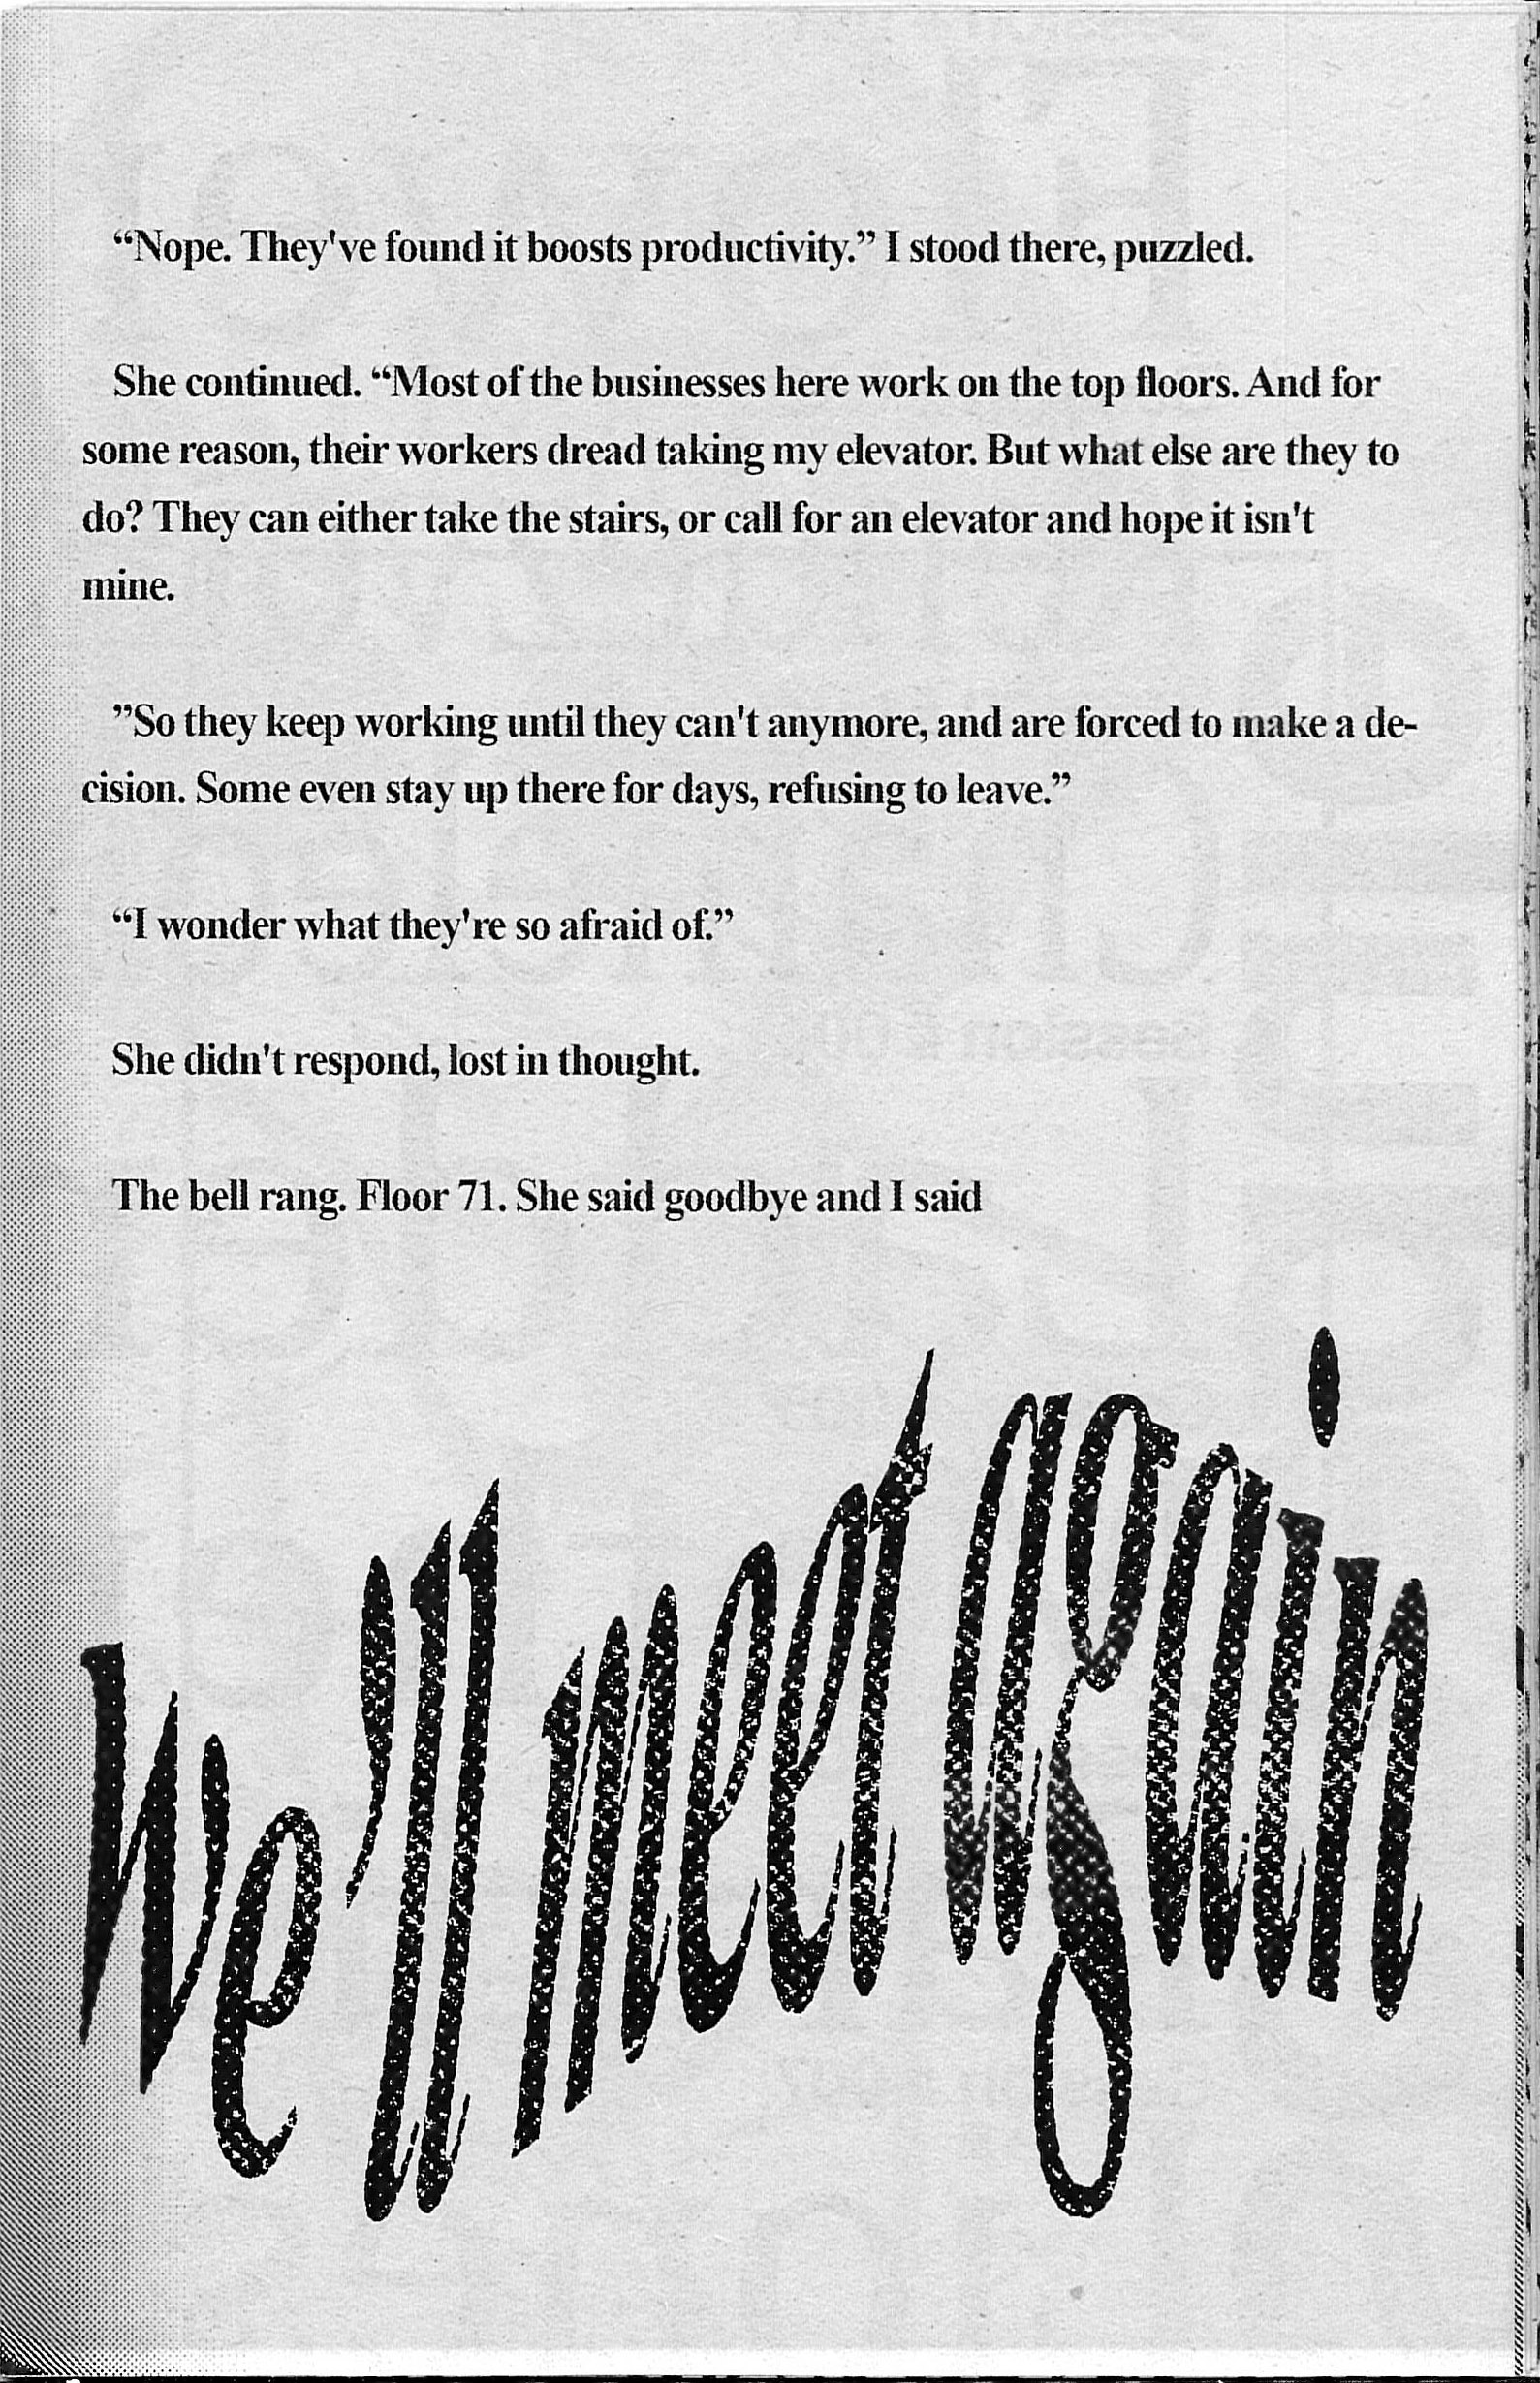 “Nope. They've found it boosts productivity.” I stood there, puzzled.
She continued. “Most of the businesses here work on the top floors. And for
some reason, their workers dread taking my elevator. But what else are they to
do? They can either take the stairs, or call for an elevator and hope it isn't
mine.
”So they keep working until they can't anymore, and are forced to make a de-
cision. Some even stay up there for days, refusing to leave.”
“I wonder what they're so afraid of.”
She didn't respond, lost in thought.
The bell rang. Floor 71. She said goodbye and I said
we’ll meet again